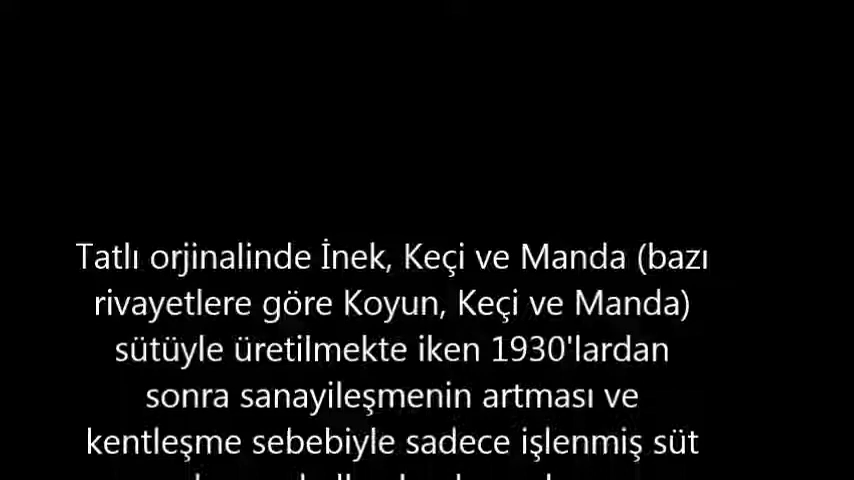 Tatlı orjinalinde İnek, Keçi ve Manda (bazı
rivayetlere göre Koyun, Keçi ve Manda)
sütüyle üretilmekte iken 1930'lardan
sonra sanayileşmenin artması ve
kentleşme sebebiyle sadece işlenmiş süt